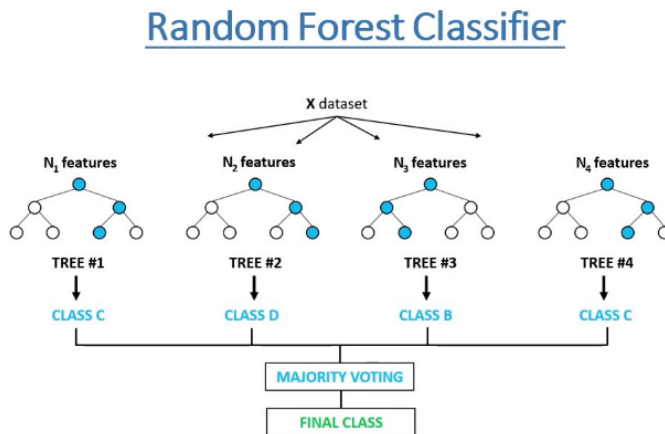 Random Forest Classifier
X dataset
N₁ features N₂ features N₃ features N₄ features
TREE #1 TREE #2 TREE #3 TREE #4
CLASS C CLASS D CLASS B CLASS C
MAJORITY VOTING
FINAL CLASS